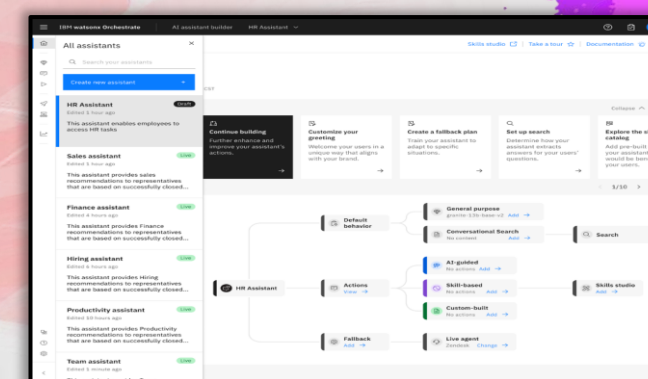 IBM watsonx Orchestrate
AI assistant builder
HR Assistant
Skills studio
Take a tour
Documentation
All assistants
Search your assistants
Create new assistant
HR Assistant
Draft
Edited 1 hour ago
This assistant enables employees to
access HR tasks
Sales assistant
Live
Edited 1 hour ago
This assistant provides sales
recommendations to representatives
that are based on successfully closed...
Finance assistant
Live
Edited 4 hours ago
This assistant provides Finance
recommendations to representatives
that are based on successfully closed...
Hiring assistant
Live
Edited 6 hours ago
This assistant provides Hiring
recommendations to representatives
that are based on successfully closed...
Productivity assistant
Live
Edited 10 hours ago
This assistant provides Productivity
recommendations to representatives
that are based on successfully closed...
Team assistant
Live
Edited 1 minute ago
Collapse
Continue building
Further enhance and
improve your assistant's
actions.
Customize your
greeting
Welcome your users in a
unique way that aligns
with your brand.
Create a fallback plan
Train your assistant to
adapt to specific
situations.
Set up search
Determine how your
assistant extracts
answers for your users'
questions.
Explore the
catalog
Add pre-built
your assistant
would be ben
your users.
1/10
HR Assistant
Default
behavior
General purpose
granite-13b-base-v2 Add
Conversational Search
No content Add
Search
Actions
View
AI-guided
No actions Add
Skill-based
No actions Add
Custom-built
No actions Add
Skills studio
Add
Fallback
Add
Live agent
Zendesk Change